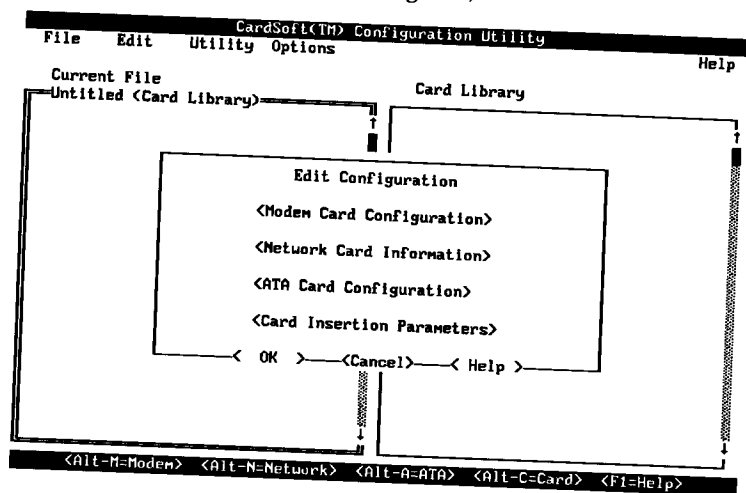 CardSoft(TM) Configuration Utility
File Edit Utility Options Help
Current File Card Library
Untitled (Card Library)
Edit Configuration
<Modem Card Configuration>
<Network Card Information>
<ATA Card Configuration>
<Card Insertion Parameters>
< OK > <Cancel> < Help >
<Alt-M=Modem> <Alt-N=Network> <Alt-A=ATA> <Alt-C=Card> <F1=Help>